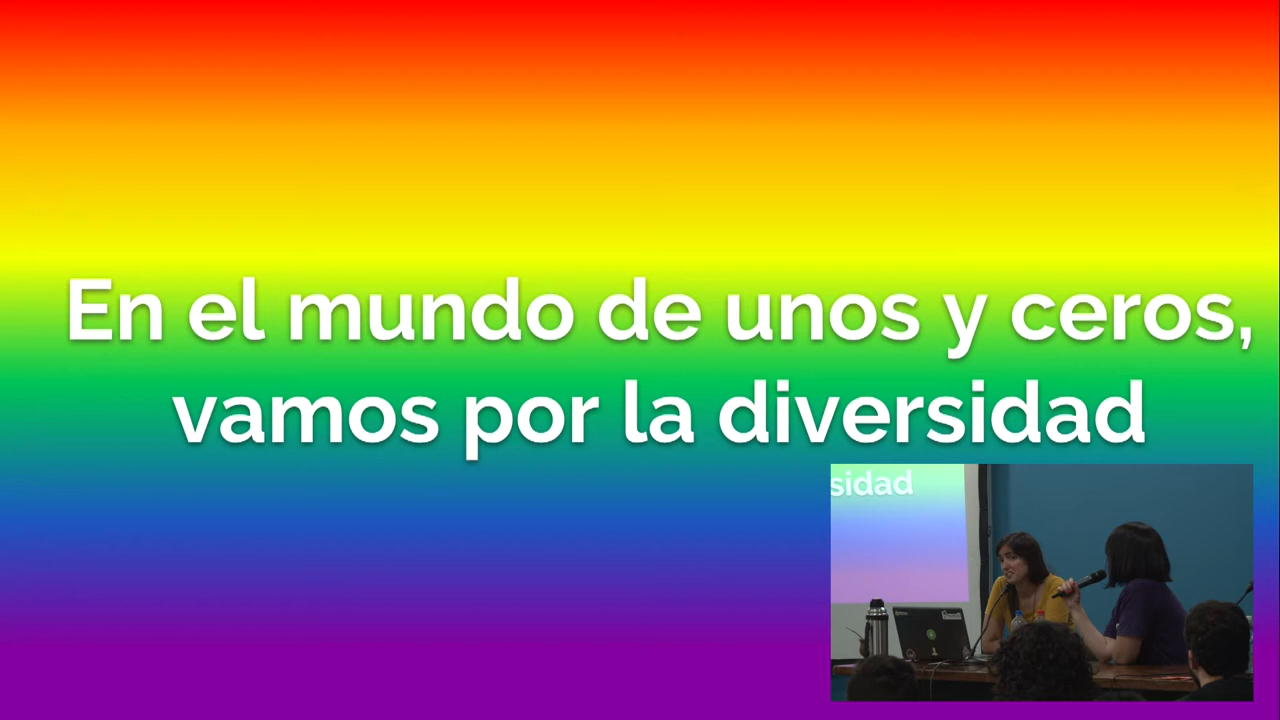 En el mundo de unos y ceros,
vamos por la diversidad
sidad